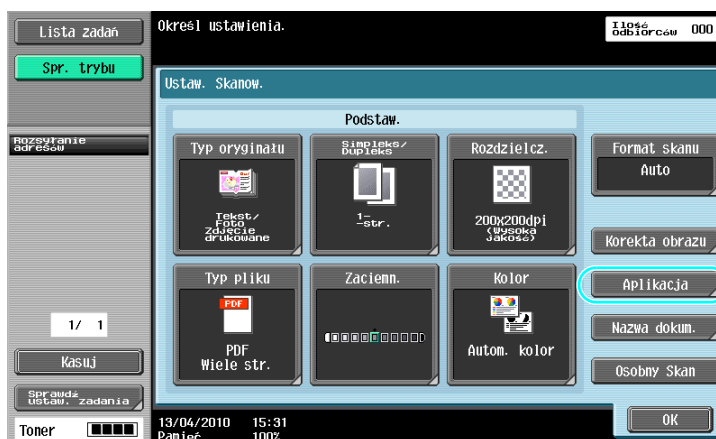 Lista zadań
Określ ustawienia.
Ilość
odbiorców 000
Spr. trybu
Ustaw. Skanow.
Podstaw.
Rozsyłanie
adresów
Typ oryginału
Simpleks/
Dupleks
Rozdzielcz.
Format skanu
Auto
Tekst/
Foto
Zdjęcie
drukowane
1-
-str.
200X200dpi
(Wysoka
Jakość)
Korekta obrazu
Typ pliku
Zaciemn.
Kolor
Aplikacja
PDF
PDF
Wiele str.
Autom. kolor
1/ 1
Nazwa dokum.
Kasuj
Osobny Skan
Sprawdź
ustaw. zadania
OK
Toner
13/04/2010 15:31
Pamięć 100%